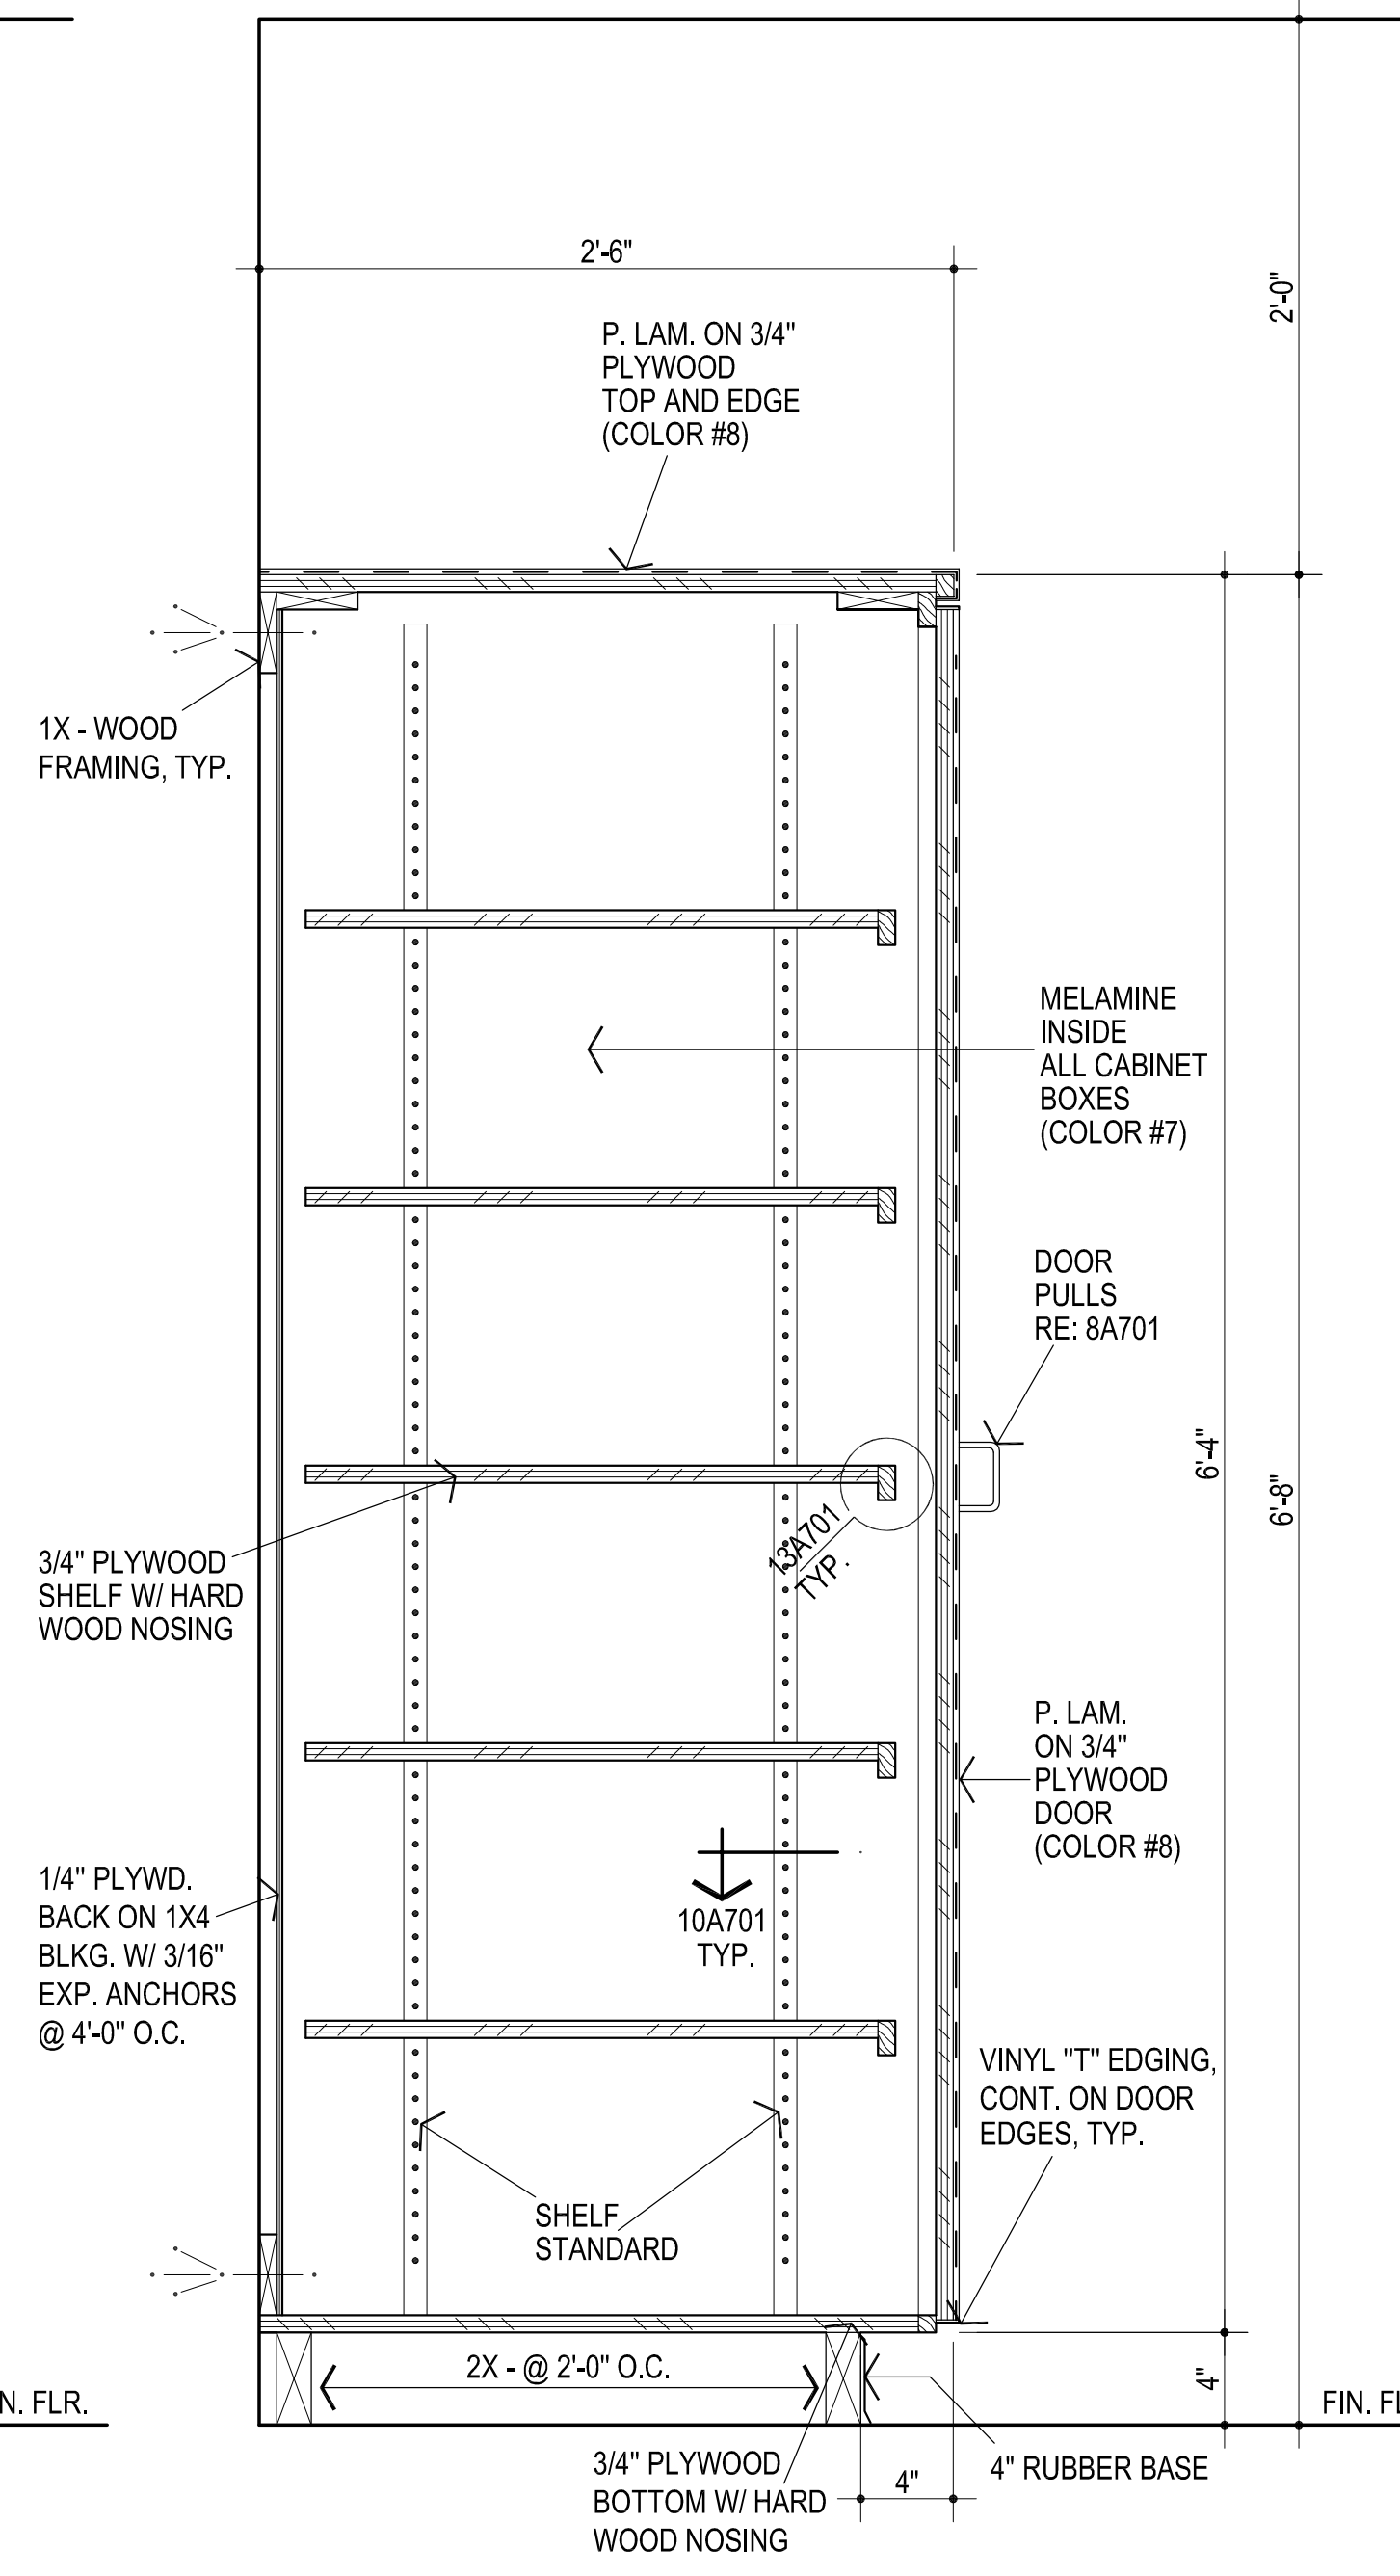 2'-6"
2'-0"
P. LAM. ON 3/4"
PLYWOOD
TOP AND EDGE
(COLOR #8)
1X - WOOD
FRAMING, TYP.
MELAMINE
INSIDE
ALL CABINET
BOXES
(COLOR #7)
DOOR
PULLS
RE: 8A701
6'-4"
6'-8"
13A701
TYP.
3/4" PLYWOOD
SHELF W/ HARD
WOOD NOSING
P. LAM.
ON 3/4"
PLYWOOD
DOOR
(COLOR #8)
1/4" PLYWD.
BACK ON 1X4
BLKG. W/ 3/16"
EXP. ANCHORS
@ 4'-0" O.C.
10A701
TYP.
VINYL "T" EDGING,
CONT. ON DOOR
EDGES, TYP.
SHELF
STANDARD
2X - @ 2'-0" O.C.
4"
N. FLR.
FIN. FL
3/4" PLYWOOD
BOTTOM W/ HARD
WOOD NOSING
4"
4" RUBBER BASE